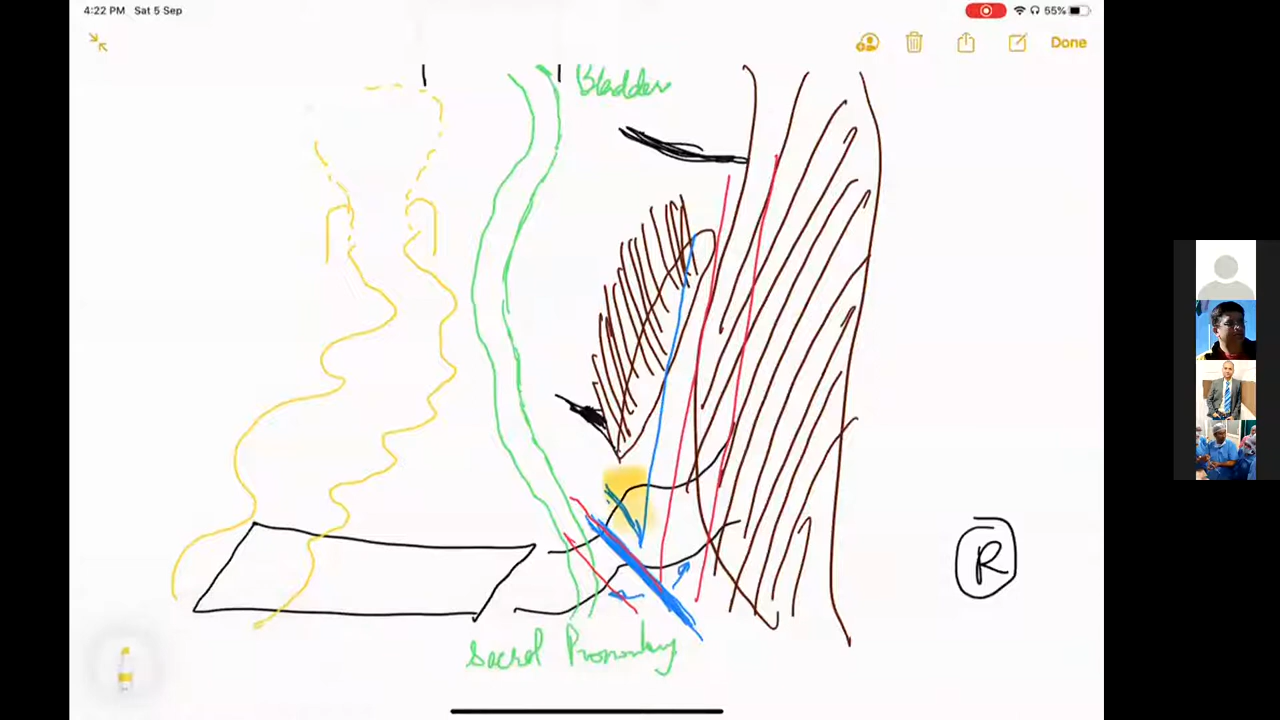 4:22 PM Sat 5 Sep
55%
Done
Bladder
R
Sacral Promontory